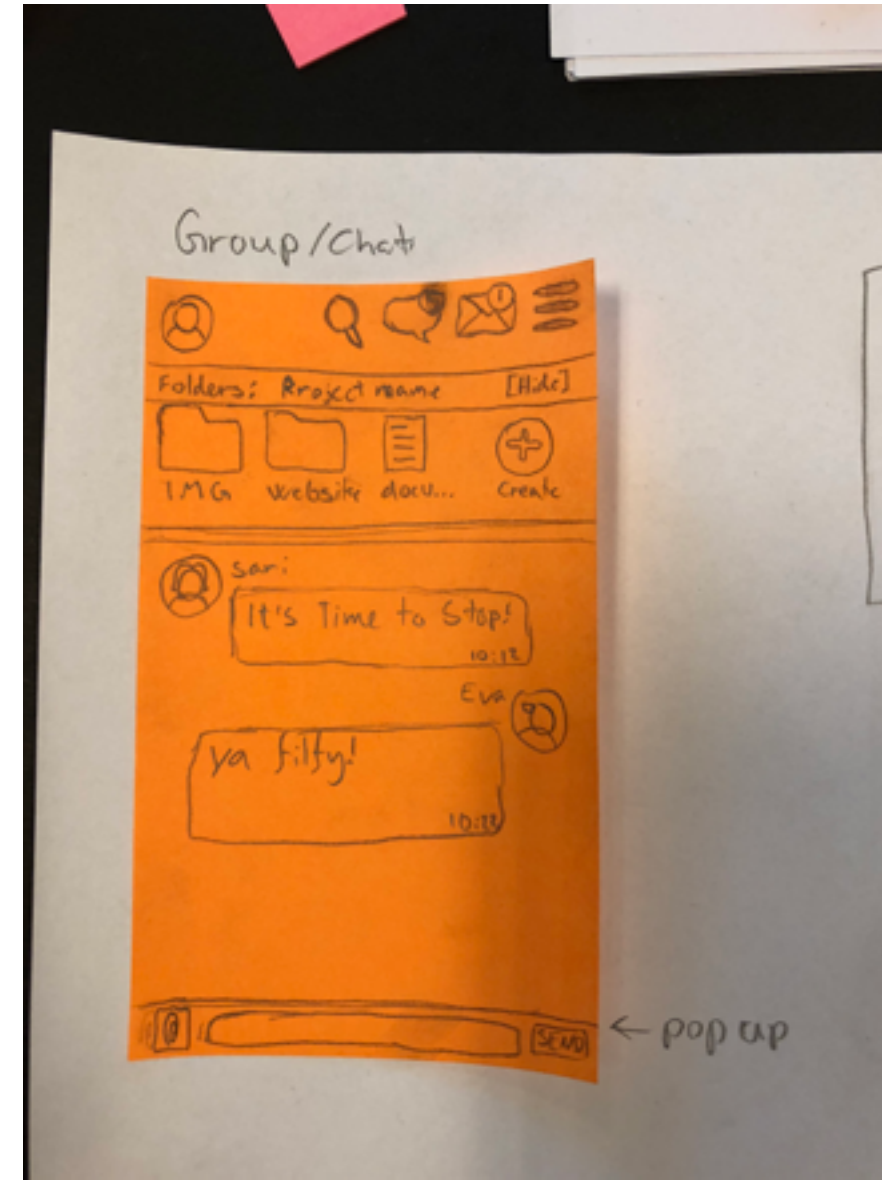 Group/Chat
Folders: Project name [Hide]
IMG website docu... Create
Sari
It's Time to Stop!
10:12
Eva
ya filfy!
10:22
SEND
← pop up